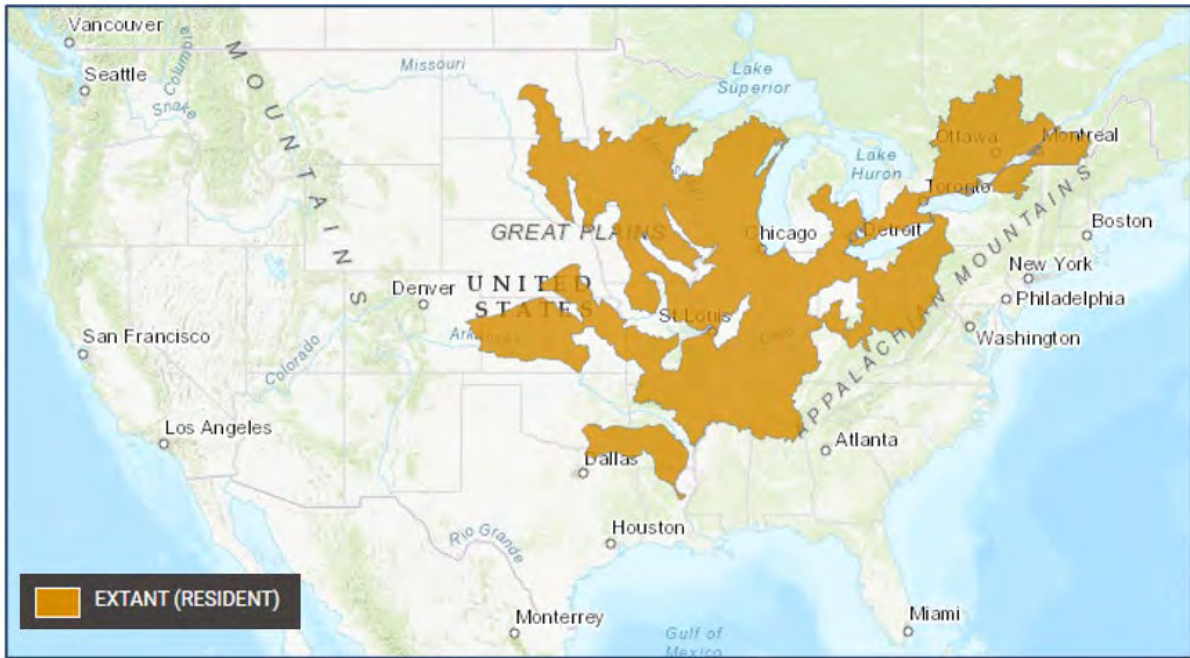 Vancouver
Seattle
Columbia
Snake
Missouri
MOUNTAINS
Lake
Superior
Ottawa
Montreal
Lake
Huron
Toronto
Boston
GREAT PLAINS
Chicago
Detroit
New York
Philadelphia
Washington
APPALACHIAN MOUNTAINS
UNITED
STATES
Denver
St Louis
Ohio
Arkansas
San Francisco
Colorado
Los Angeles
Atlanta
Dallas
Houston
Rio Grande
EXTANT (RESIDENT)
Monterrey
Gulf of
Mexico
Miami